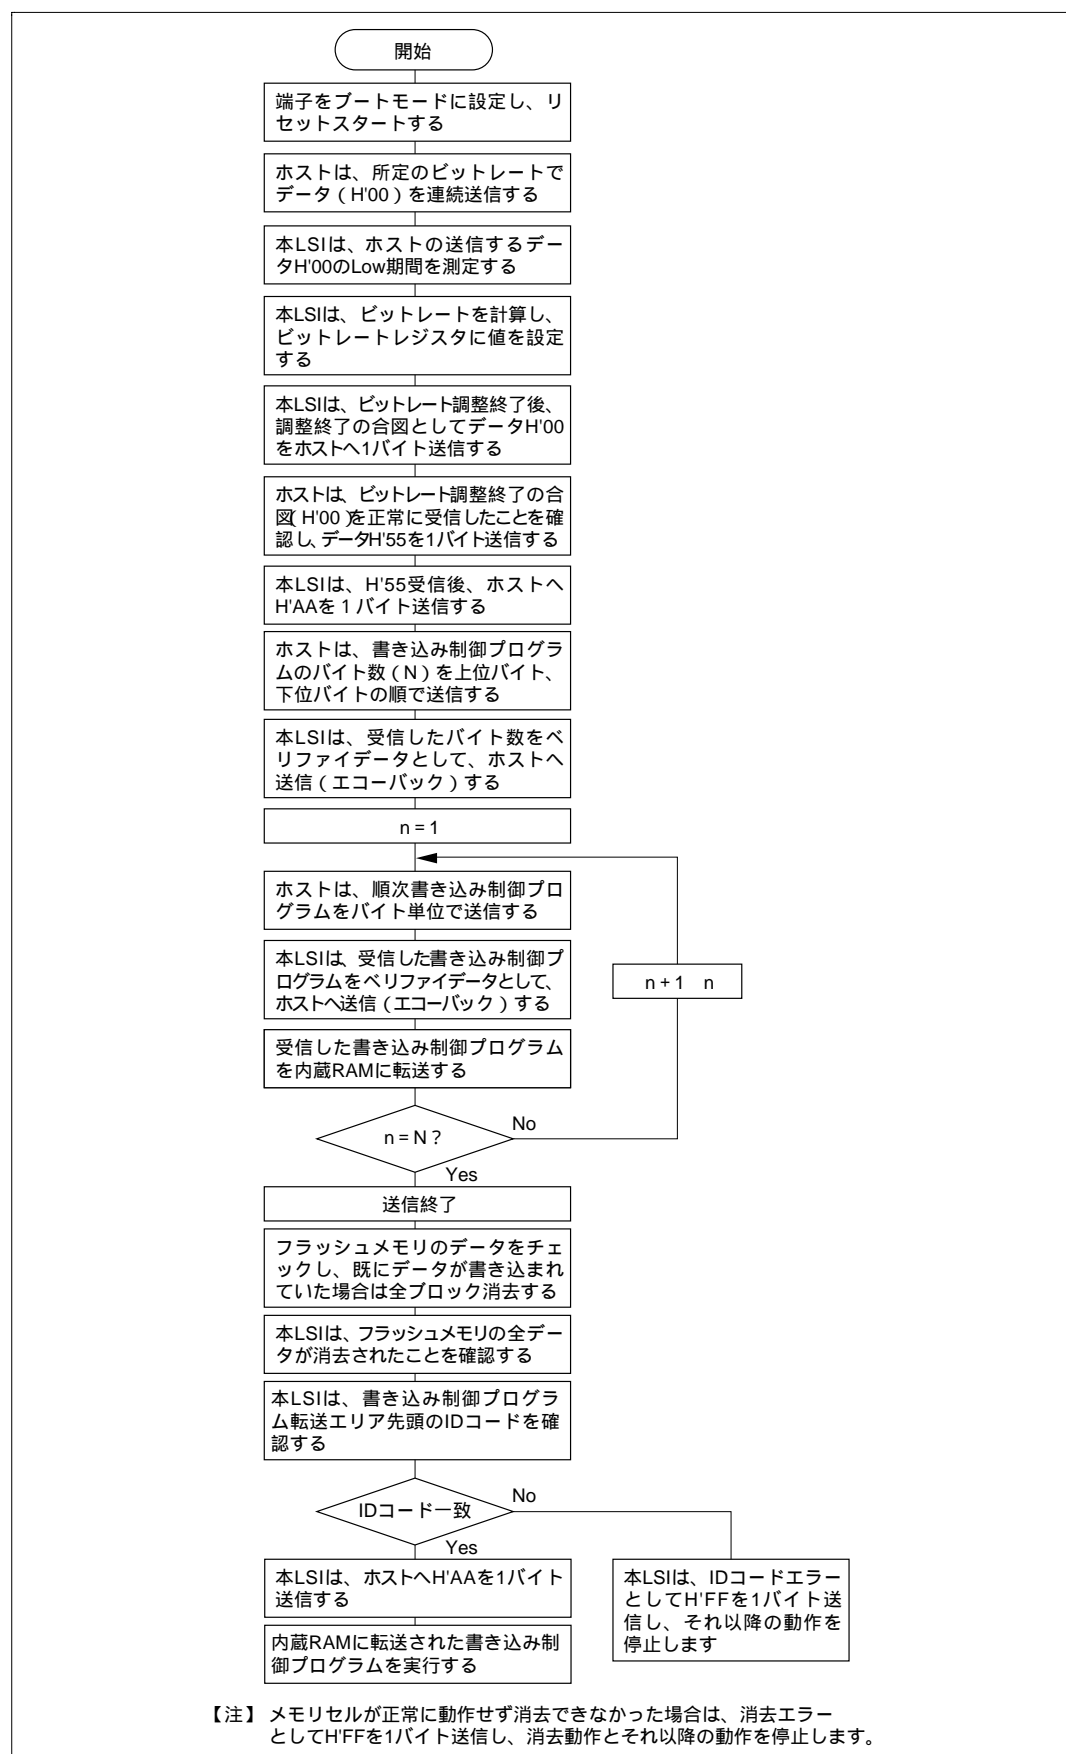 開始
端子をブートモードに設定し、リ
セットスタートする
ホストは、所定のビットレートで
データ（H'00）を連続送信する
本LSIは、ホストの送信するデー
タH'00のLow期間を測定する
本LSIは、ビットレートを計算し、
ビットレートレジスタに値を設定
する
本LSIは、ビットレート調整終了後、
調整終了の合図としてデータH'00
をホストへ1バイト送信する
ホストは、ビットレート調整終了の合
図（H'00）を正常に受信したことを確
認し、データH'55を1バイト送信する
本LSIは、H'55受信後、ホストへ
H'AAを１バイト送信する
ホストは、書き込み制御プログラ
ムのバイト数（N）を上位バイト、
下位バイトの順で送信する
本LSIは、受信したバイト数をベ
リファイデータとして、ホストへ
送信（エコーバック）する
n = 1
ホストは、順次書き込み制御プロ
グラムをバイト単位で送信する
本LSIは、受信した書き込み制御プ
ログラムをベリファイデータとして、
ホストへ送信（エコーバック）する
n + 1　n
受信した書き込み制御プログラム
を内蔵RAMに転送する
n = N ?
No
Yes
送信終了
フラッシュメモリのデータをチェ
ックし、既にデータが書き込まれ
ていた場合は全ブロック消去する
本LSIは、フラッシュメモリの全デー
タが消去されたことを確認する
本LSIは、書き込み制御プログラ
ム転送エリア先頭のIDコードを確
認する
IDコード一致
No
Yes
本LSIは、ホストへH'AAを1バイト
送信する
本LSIは、IDコードエラー
としてH'FFを1バイト送
信し、それ以降の動作を
停止します
内蔵RAMに転送された書き込み制
御プログラムを実行する
【注】 メモリセルが正常に動作せず消去できなかった場合は、消去エラー
としてH'FFを1バイト送信し、消去動作とそれ以降の動作を停止します。